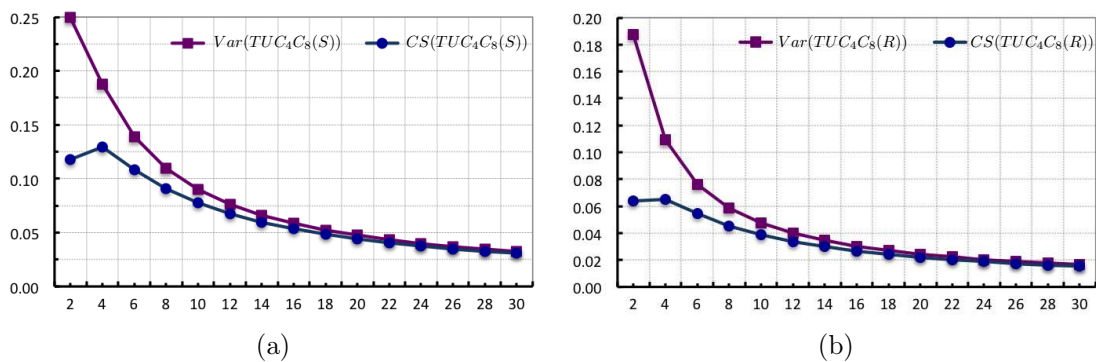 0.25
0.20
0.15
0.10
0.05
0.00
Var(TUC₄C₈(S)) CS(TUC₄C₈(S))
2 4 6 8 10 12 14 16 18 20 22 24 26 28 30
(a)
0.20
0.18
0.16
0.14
0.12
0.10
0.08
0.06
0.04
0.02
0.00
Var(TUC₄C₈(R)) CS(TUC₄C₈(R))
2 4 6 8 10 12 14 16 18 20 22 24 26 28 30
(b)